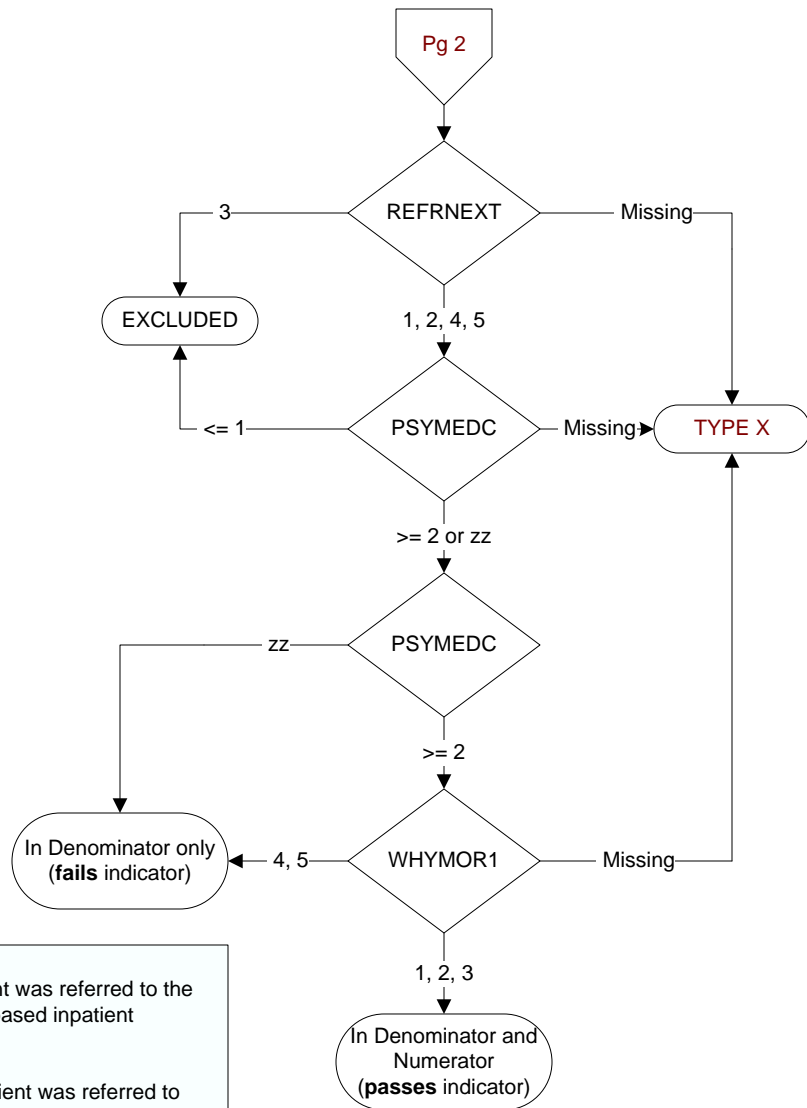 Pg 2
REFRNEXT
3
Missing
EXCLUDED
1, 2, 4, 5
<= 1
PSYMEDC
Missing
TYPE X
>= 2 or zz
zz
PSYMEDC
>= 2
In Denominator only
(fails indicator)
4, 5
WHYMOR1
Missing
1, 2, 3
In Denominator and
Numerator
(passes indicator)
nt was referred to the
ased inpatient
ient was referred to